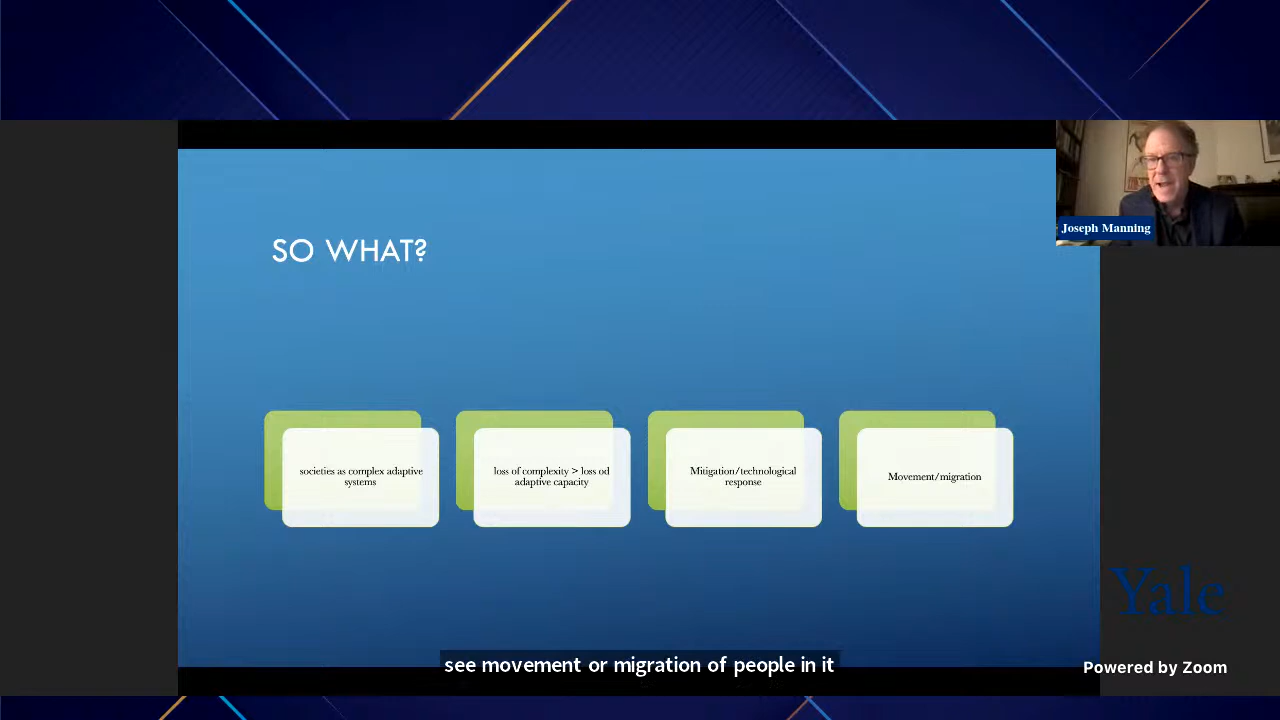 Joseph Manning
SO WHAT?
societies as complex adaptive
systems
loss of complexity > loss od
adaptive capacity
Mitigation/technological
response
Movement/migration
Yale
see movement or migration of people in it
Powered by Zoom